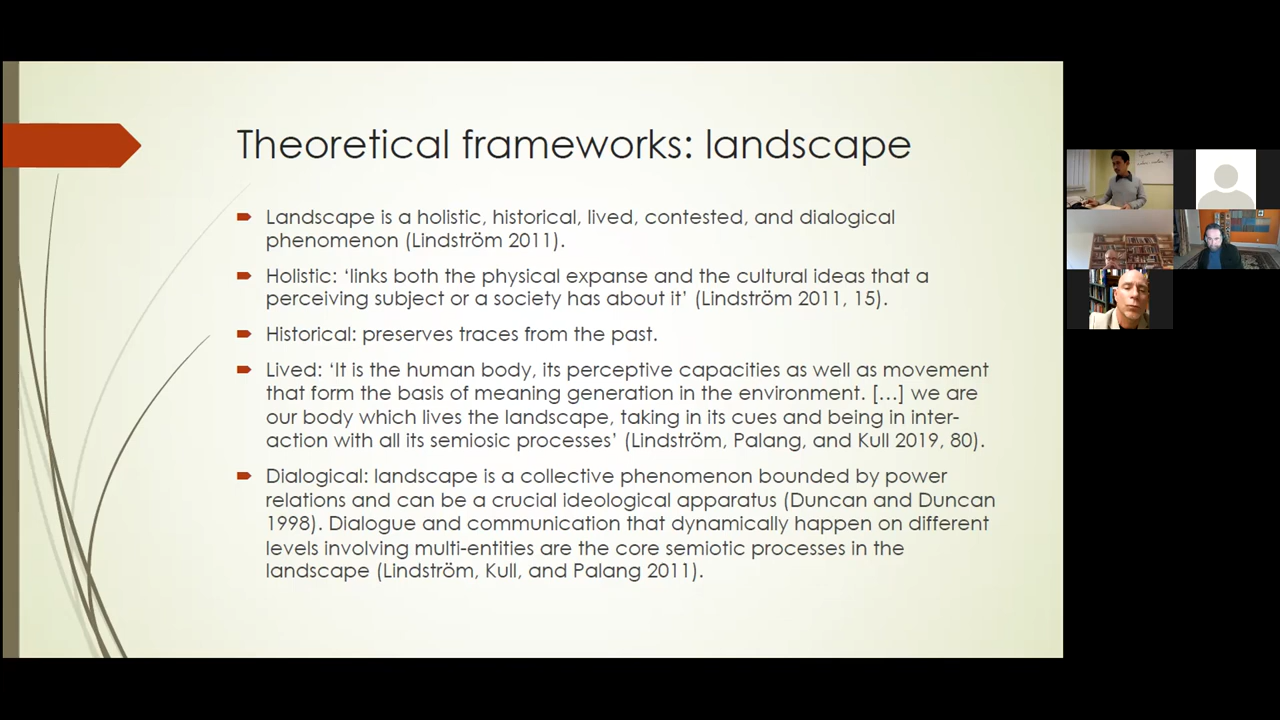 Theoretical frameworks: landscape
Landscape is a holistic, historical, lived, contested, and dialogical
phenomenon (Lindström 2011).
Holistic: ‘links both the physical expanse and the cultural ideas that a
perceiving subject or a society has about it’ (Lindström 2011, 15).
Historical: preserves traces from the past.
Lived: ‘It is the human body, its perceptive capacities as well as movement
that form the basis of meaning generation in the environment. […] we are
our body which lives the landscape, taking in its cues and being in inter-
action with all its semiosic processes’ (Lindström, Palang, and Kull 2019, 80).
Dialogical: landscape is a collective phenomenon bounded by power
relations and can be a crucial ideological apparatus (Duncan and Duncan
1998). Dialogue and communication that dynamically happen on different
levels involving multi-entities are the core semiotic processes in the
landscape (Lindström, Kull, and Palang 2011).